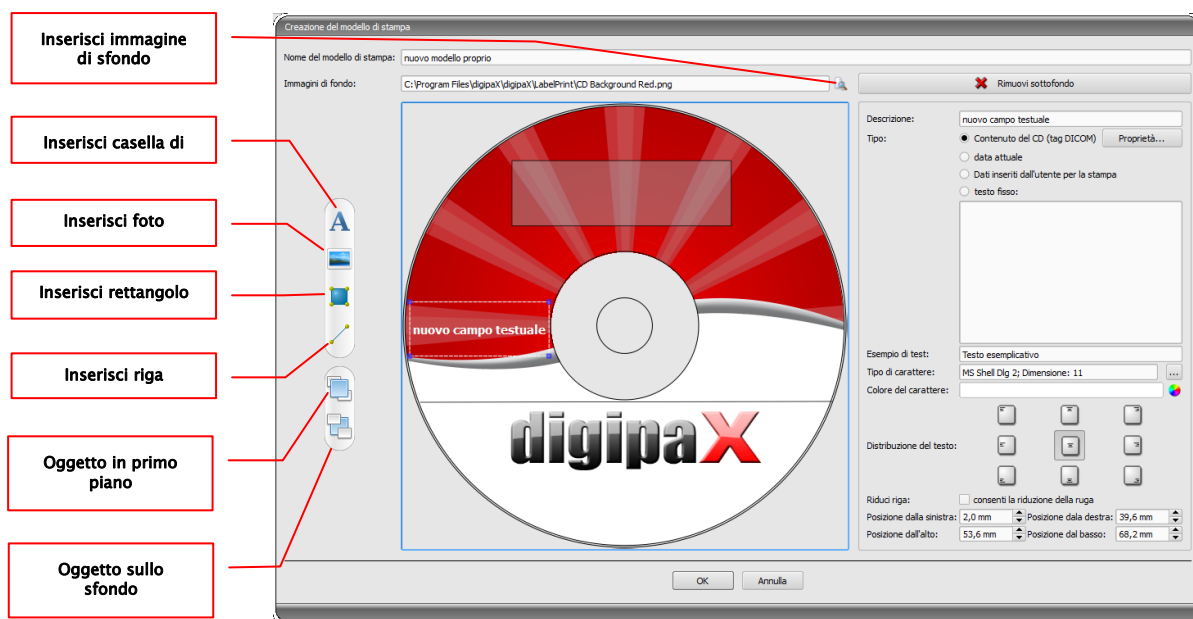 Inserisci immagine
di sfondo
Inserisci casella di
Inserisci foto
Inserisci rettangolo
Inserisci riga
Oggetto in primo
piano
Oggetto sullo
sfondo
Creazione del modello di stampa
Nome del modello di stampa: nuovo modello proprio
Immagini di fondo: C:\Program Files\digipaX\digipaX\LabelPrint\CD Background Red.png
Rimuovi sottofondo
A
nuovo campo testuale
digipaX
Descrizione: nuovo campo testuale
Tipo: Contenuto del CD (tag DICOM) Proprietà...
data attuale
Dati inseriti dall'utente per la stampa
testo fisso:
Esempio di test: Testo esemplicativo
Tipo di carattere: MS Shell Dlg 2; Dimensione: 11 ...
Colore del carattere:
Distribuzione del testo:
Riduci riga: consenti la riduzione della ruga
Posizione dalla sinistra: 2,0 mm Posizione dala destra: 39,6 mm
Posizione dall'alto: 53,6 mm Posizione dal basso: 68,2 mm
OK Annulla